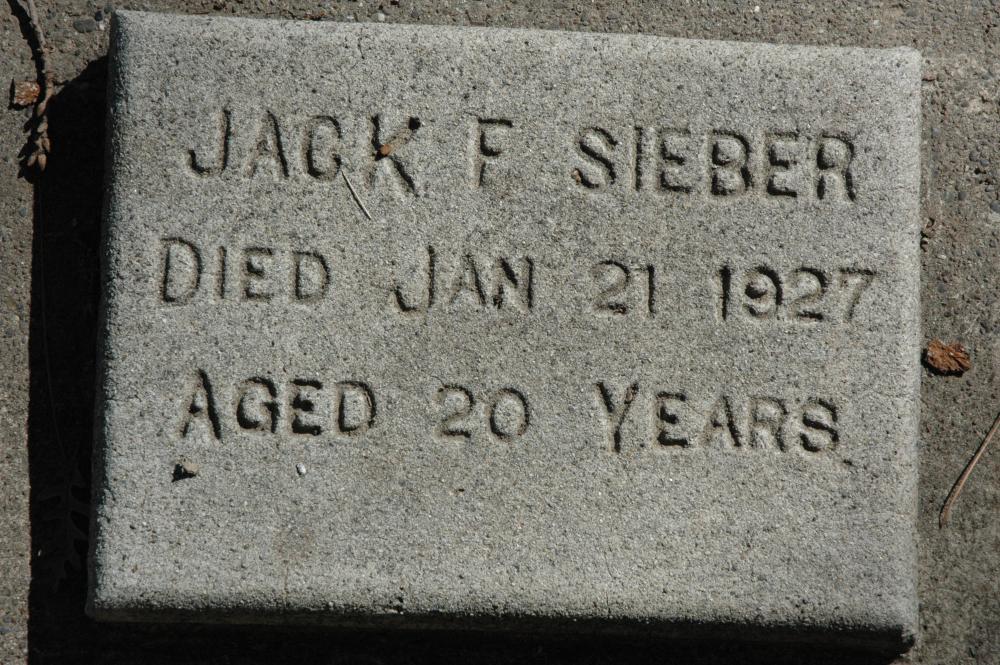 JACK F SIEBER
DIED JAN 21 1927
AGED 20 YEARS